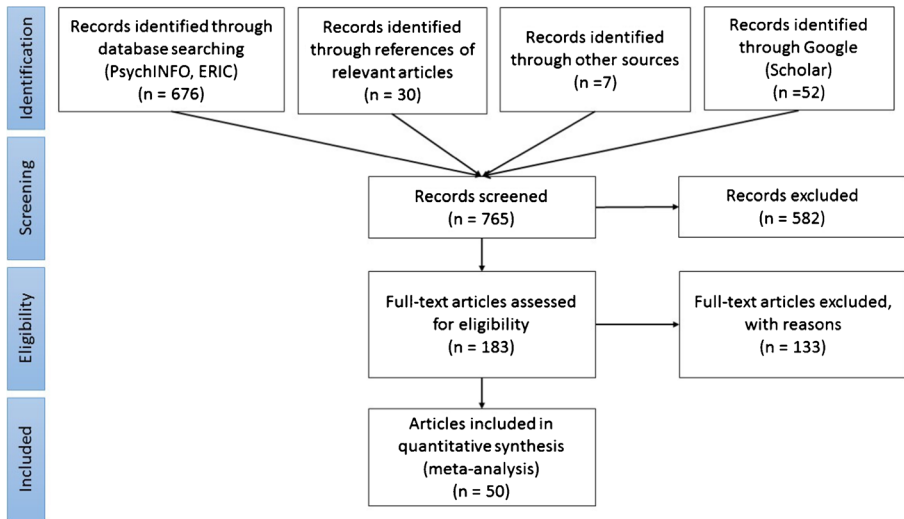 Identification
Records identified through
database searching
(PsychINFO, ERIC)
(n = 676)
Records identified
through references of
relevant articles
(n = 30)
Records identified
through other sources
(n =7)
Records identified
through Google
(Scholar)
(n =52)
Screening
Records screened
(n = 765)
Records excluded
(n = 582)
Eligibility
Full-text articles assessed
for eligibility
(n = 183)
Full-text articles excluded,
with reasons
(n = 133)
Included
Articles included in
quantitative synthesis
(meta-analysis)
(n = 50)